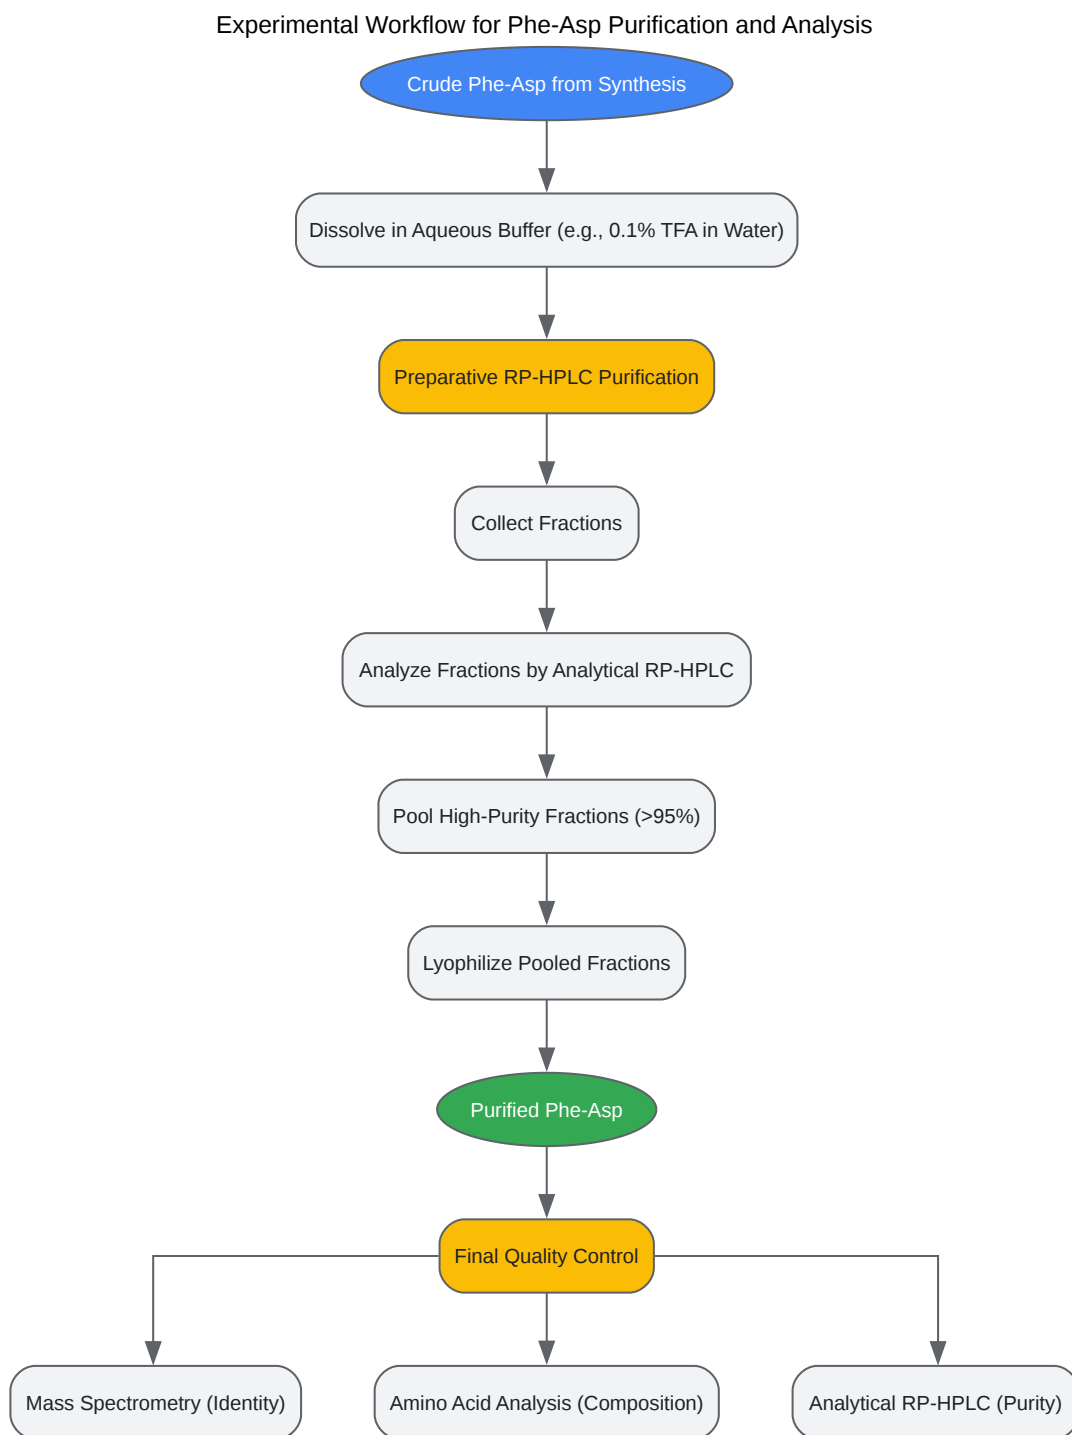 Experimental Workflow for Phe-Asp Purification and Analysis
Crude Phe-Asp from Synthesis
Dissolve in Aqueous Buffer (e.g., 0.1% TFA in Water)
Preparative RP-HPLC Purification
Collect Fractions
Analyze Fractions by Analytical RP-HPLC
Pool High-Purity Fractions (>95%)
Lyophilize Pooled Fractions
Purified Phe-Asp
Final Quality Control
Mass Spectrometry (Identity)
Amino Acid Analysis (Composition)
Analytical RP-HPLC (Purity)